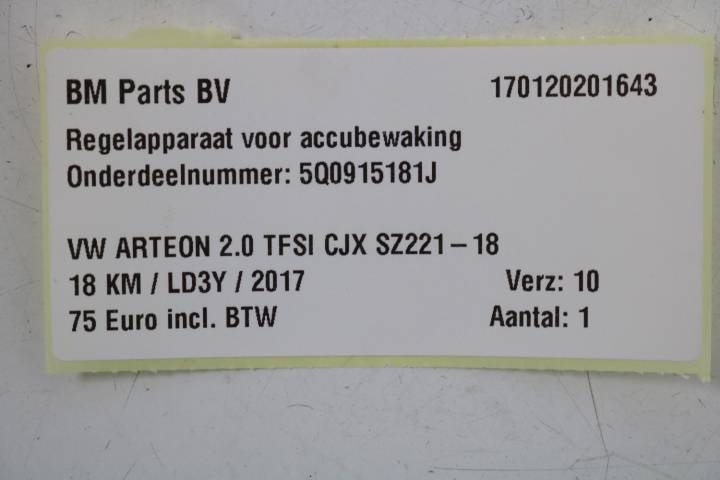 BM Parts BV 170120201643
Regelapparaat voor accubewaking
Onderdeelnummer: 5Q0915181J
VW ARTEON 2.0 TFSI CJX SZ221-18
18 KM / LD3Y / 2017 Verz: 10
75 Euro incl. BTW Aantal: 1